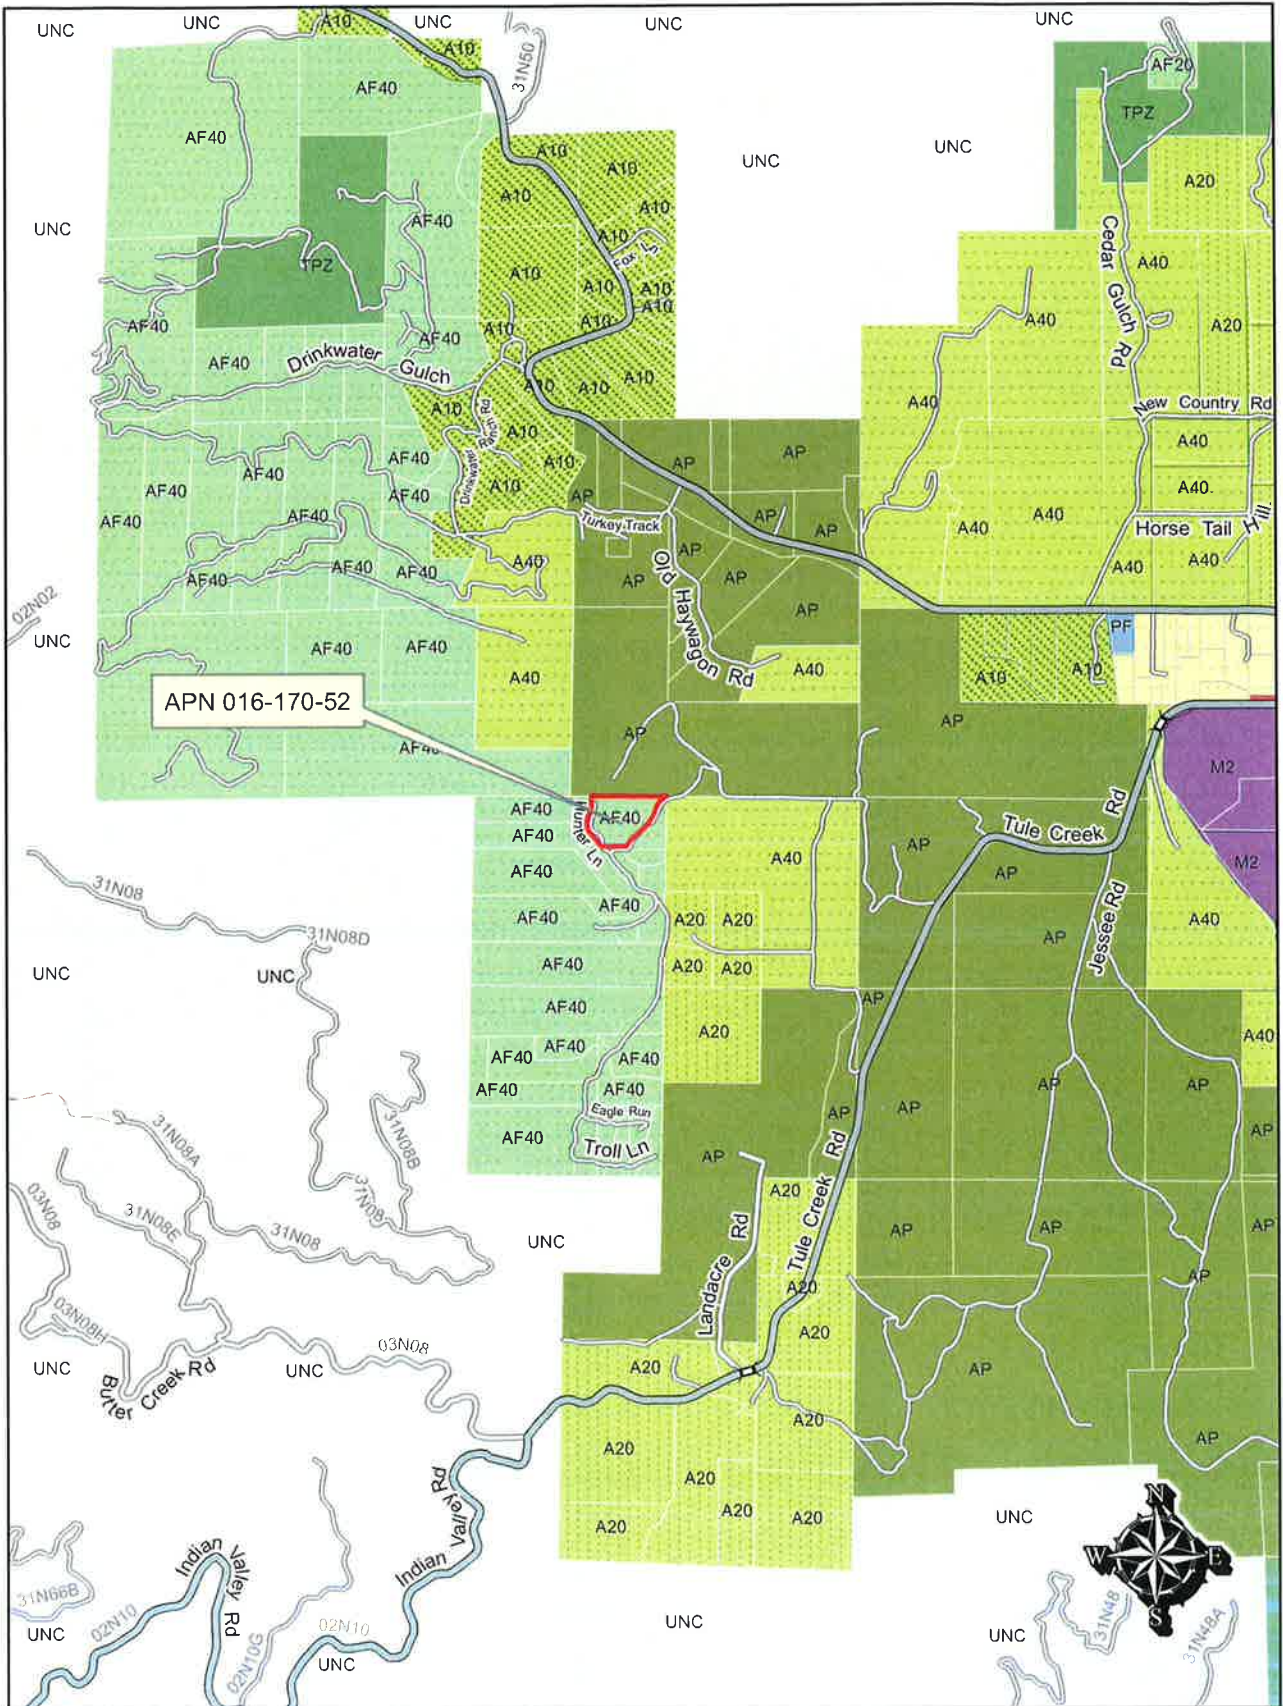 UNC
UNC
A10
UNC
UNC
UNC
A10
31N50
AF20
AF40
TPZ
AF40
A10
UNC
UNC
A10
A10
A20
A10
UNC
AF40
A10
Cedar Gulch Rd
TPZ
Fox Ln
A40
A10
A10
A10
A10
AF40
A10
A10
A40
A20
AF40
AF40
Drinkwater Gulch
A10
A10
A10
A10
A40
New Country Rd
Drinkwater Ranch Rd
A10
A40
AF40
A10
AP
AP
AF40
AF40
A10
A40
AF40
A10
AP
AF40
AF40
Turkey Track
AP
AP
A40
A40
Horse Tail Hill
AP
Old Haywagon Rd
A40
AF40
AF40
AF40
AP
AP
A40
A40
02N02
AP
UNC
AF40
AF40
PF
A40
A40
A10
A10
APN 016-170-52
AP
AP
AF40
M2
AF40
AF40
Hunter Ln
AF40
Tule Creek Rd
AP
A40
M2
AF40
AP
31N08
AF40
AF40
A20
A20
Jessee Rd
A40
31N08D
AP
AF40
A20
A20
UNC
UNC
AP
AF40
A20
A40
AF40
AF40
AF40
AF40
AF40
AP
AP
Eagle Run
AP
AP
31N08A
31N08B
AF40
Troll Ln
AP
AP
A20
03N08
31N08E
31N08
31N08
UNC
Landacre Rd
Tule Creek Rd
AP
AP
AP
AP
A20
03N08H
A20
03N08
UNC
Butter Creek Rd
UNC
A20
AP
A20
A20
AP
A20
N
A20
UNC
A20
A20
W
E
Indian Valley Rd
Indian Valley Rd
S
31N66B
02N10
02N10
UNC
02N10G
UNC
UNC
UNC
31N48
31N48A